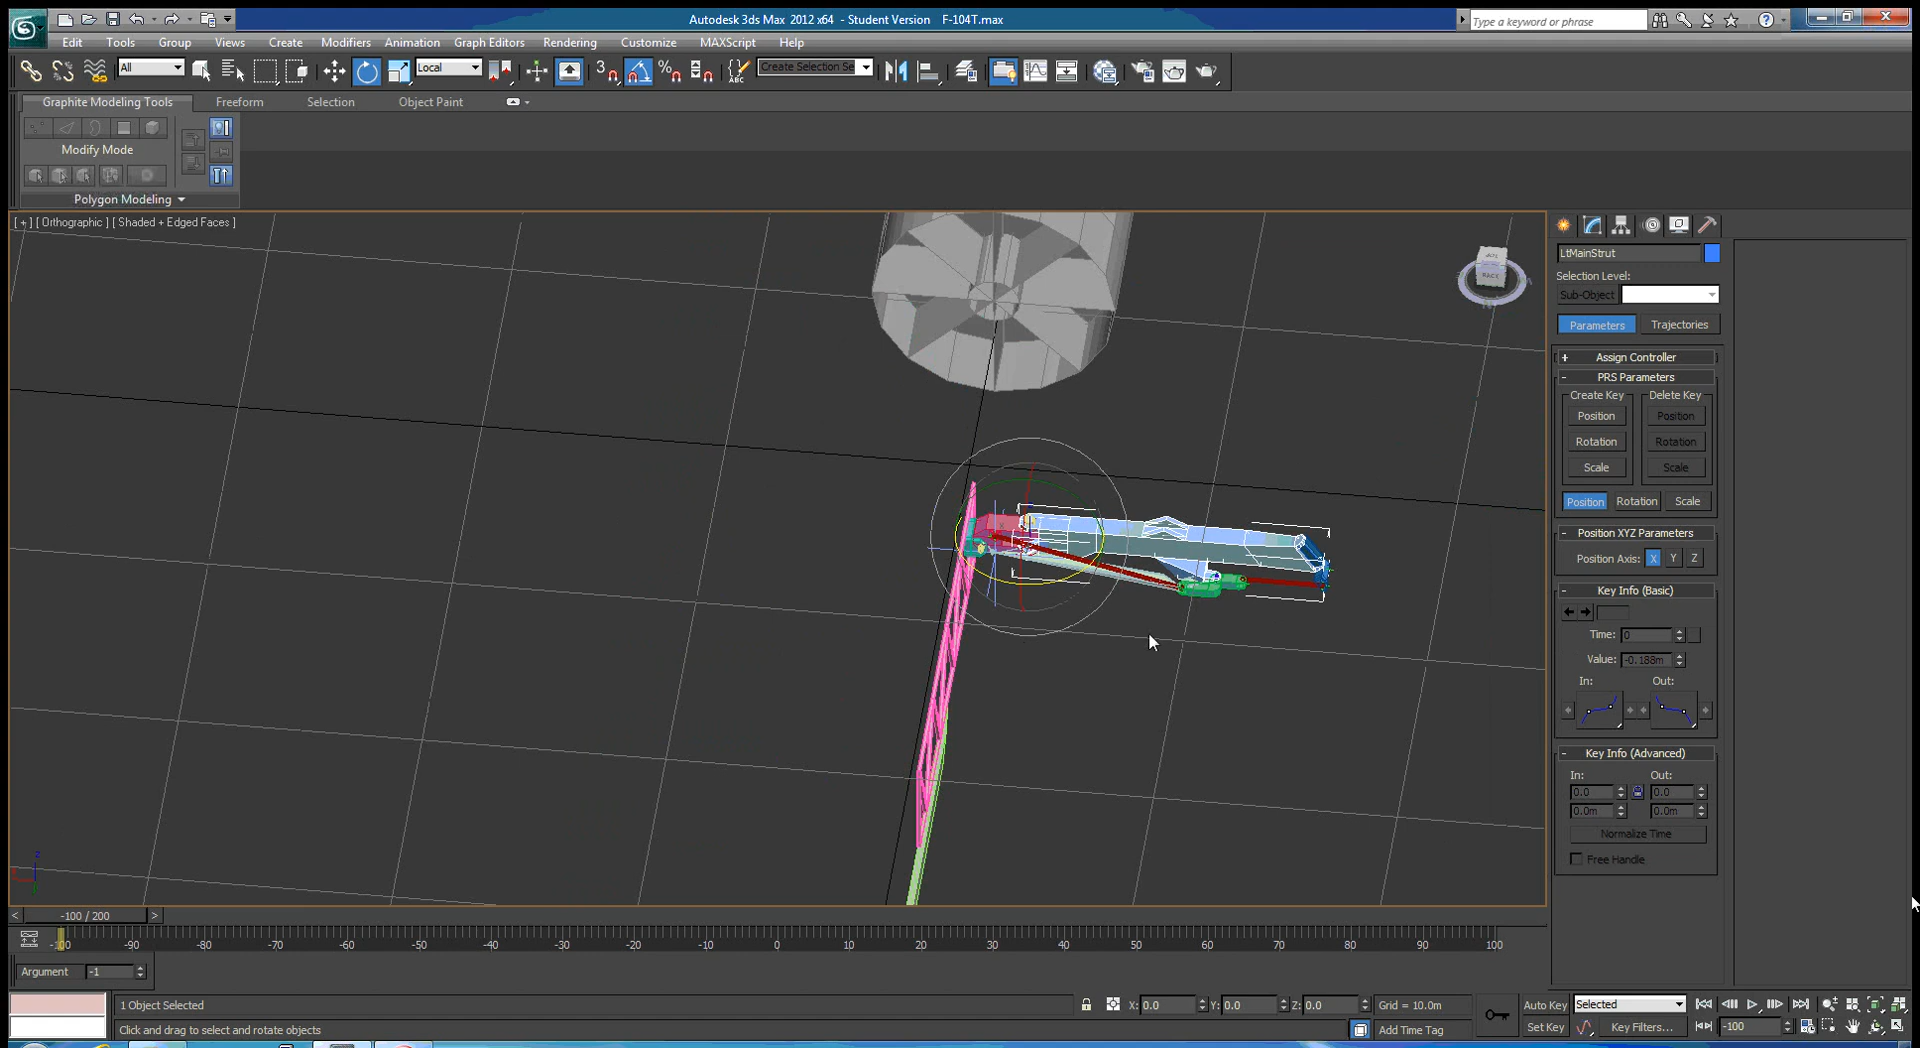 Autodesk 3ds Max 2012 x64 - Student Version F-104T.max
Type a keyword or phrase
Edit Tools Group Views Create Modifiers Animation Graph Editors Rendering Customize MAXScript Help
All
Local
3
%
ABC
Create Selection Se
Graphite Modeling Tools Freeform Selection Object Paint
Modify Mode
Polygon Modeling
[ + ] [ Orthographic ] [ Shaded + Edged Faces ]
BACK
LtMainStrut
Selection Level:
Sub-Object
Parameters Trajectories
+ Assign Controller
- PRS Parameters
Create Key Delete Key
Position Position
Rotation Rotation
Scale Scale
Position Rotation Scale
- Position XYZ Parameters
Position Axis: X Y Z
- Key Info (Basic)
Time: 0
Value: -0.188m
In: Out:
- Key Info (Advanced)
In: Out:
0.0 0.0
0.0m 0.0m
Normalize Time
Free Handle
x
z
< -100 / 200 >
-100 -90 -80 -70 -60 -50 -40 -30 -20 -10 0 10 20 30 40 50 60 70 80 90 100
Argument -1
1 Object Selected
X: 0.0 Y: 0.0 Z: 0.0 Grid = 10.0m
Auto Key Selected
Click and drag to select and rotate objects
Add Time Tag
Set Key Key Filters... -100